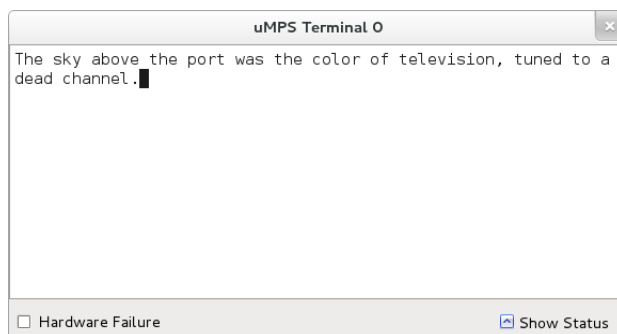 uMPS Terminal 0
The sky above the port was the color of television, tuned to a
dead channel.
Hardware Failure
Show Status